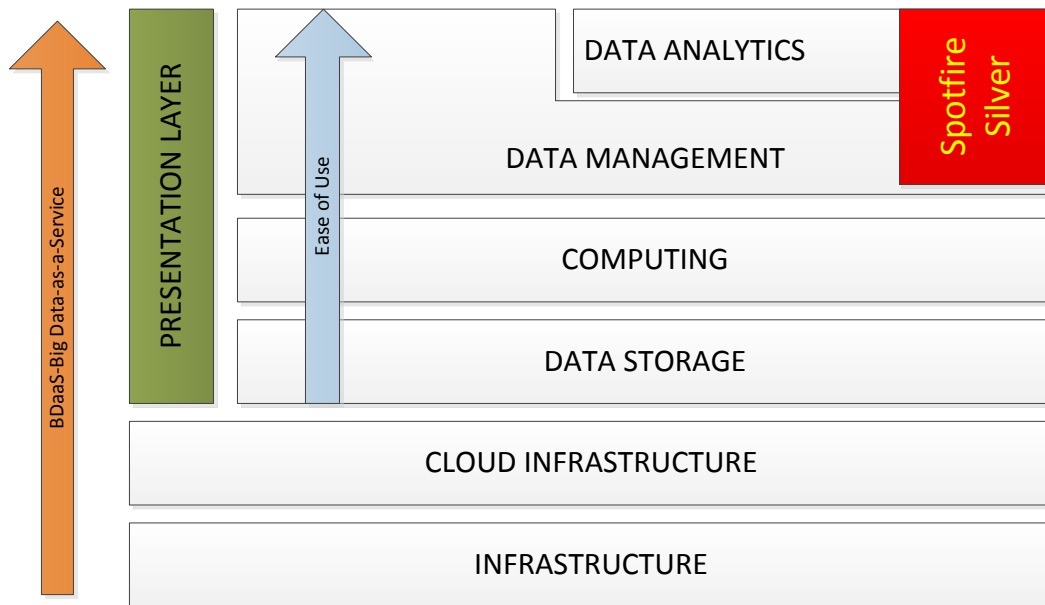 BDaaS-Big Data-as-a-Service
PRESENTATION LAYER
Ease of Use
DATA ANALYTICS
Spotfire
Silver
DATA MANAGEMENT
COMPUTING
DATA STORAGE
CLOUD INFRASTRUCTURE
INFRASTRUCTURE